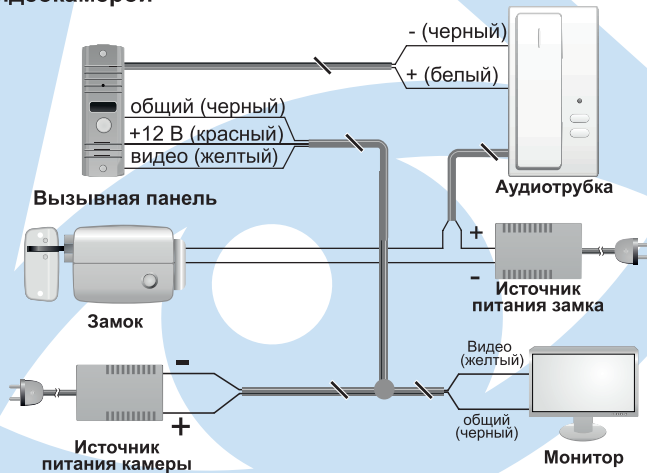 - (черный)
+ (белый)
общий (черный)
+12 В (красный)
видео (желтый)
Вызывная панель
Аудиотрубка
+
-
Источник
питания замка
Замок
Видео
(желтый)
-
+
общий
(черный)
Источник
питания камеры
Монитор